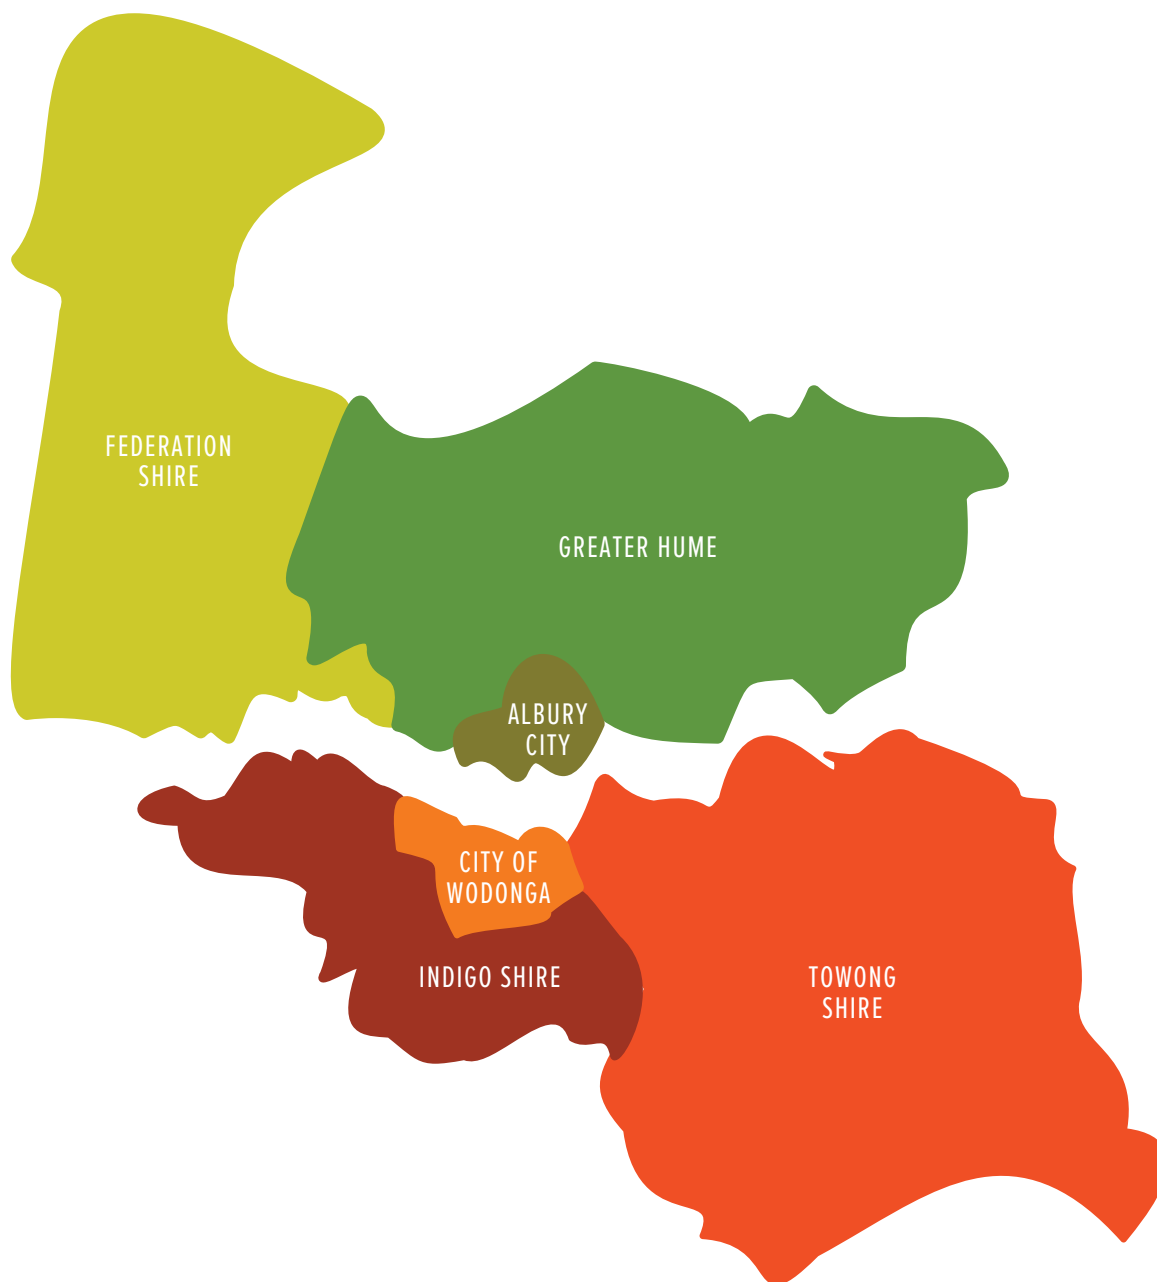 FEDERATION
SHIRE
GREATER HUME
ALBURY
CITY
CITY OF
WODONGA
INDIGO SHIRE
TOWONG
SHIRE